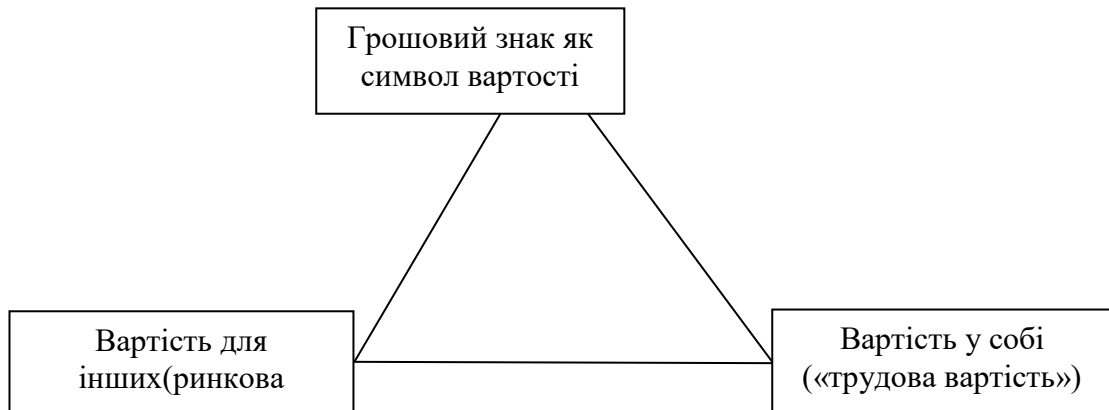 Грошовий знак як
символ вартості
Вартість для
інших(ринкова
Вартість у собі
(«трудова вартість»)